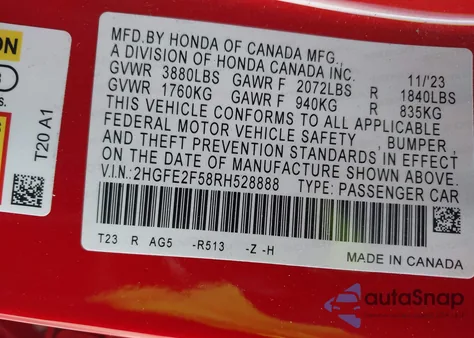 ON
3
s.
T20 A1
MFD.BY HONDA OF CANADA MFG.,
A DIVISION OF HONDA CANADA INC. 11/23
GVWR 3880LBS GAWR F 2072LBS R 1840LBS
GVWR 1760KG GAWR F 940KG R 835KG
THIS VEHICLE CONFORMS TO ALL APPLICABLE
FEDERAL MOTOR VEHICLE SAFETY , BUMPER,
AND THEFT PREVENTION STANDARDS IN EFFECT
ON THE DATE OF MANUFACTURE SHOWN ABOVE.
V.I.N.:2HGFE2F58RH528888 TYPE: PASSENGER CAR
T23 R AG5 -R513 -Z -H
MADE IN CANADA
autoSnap